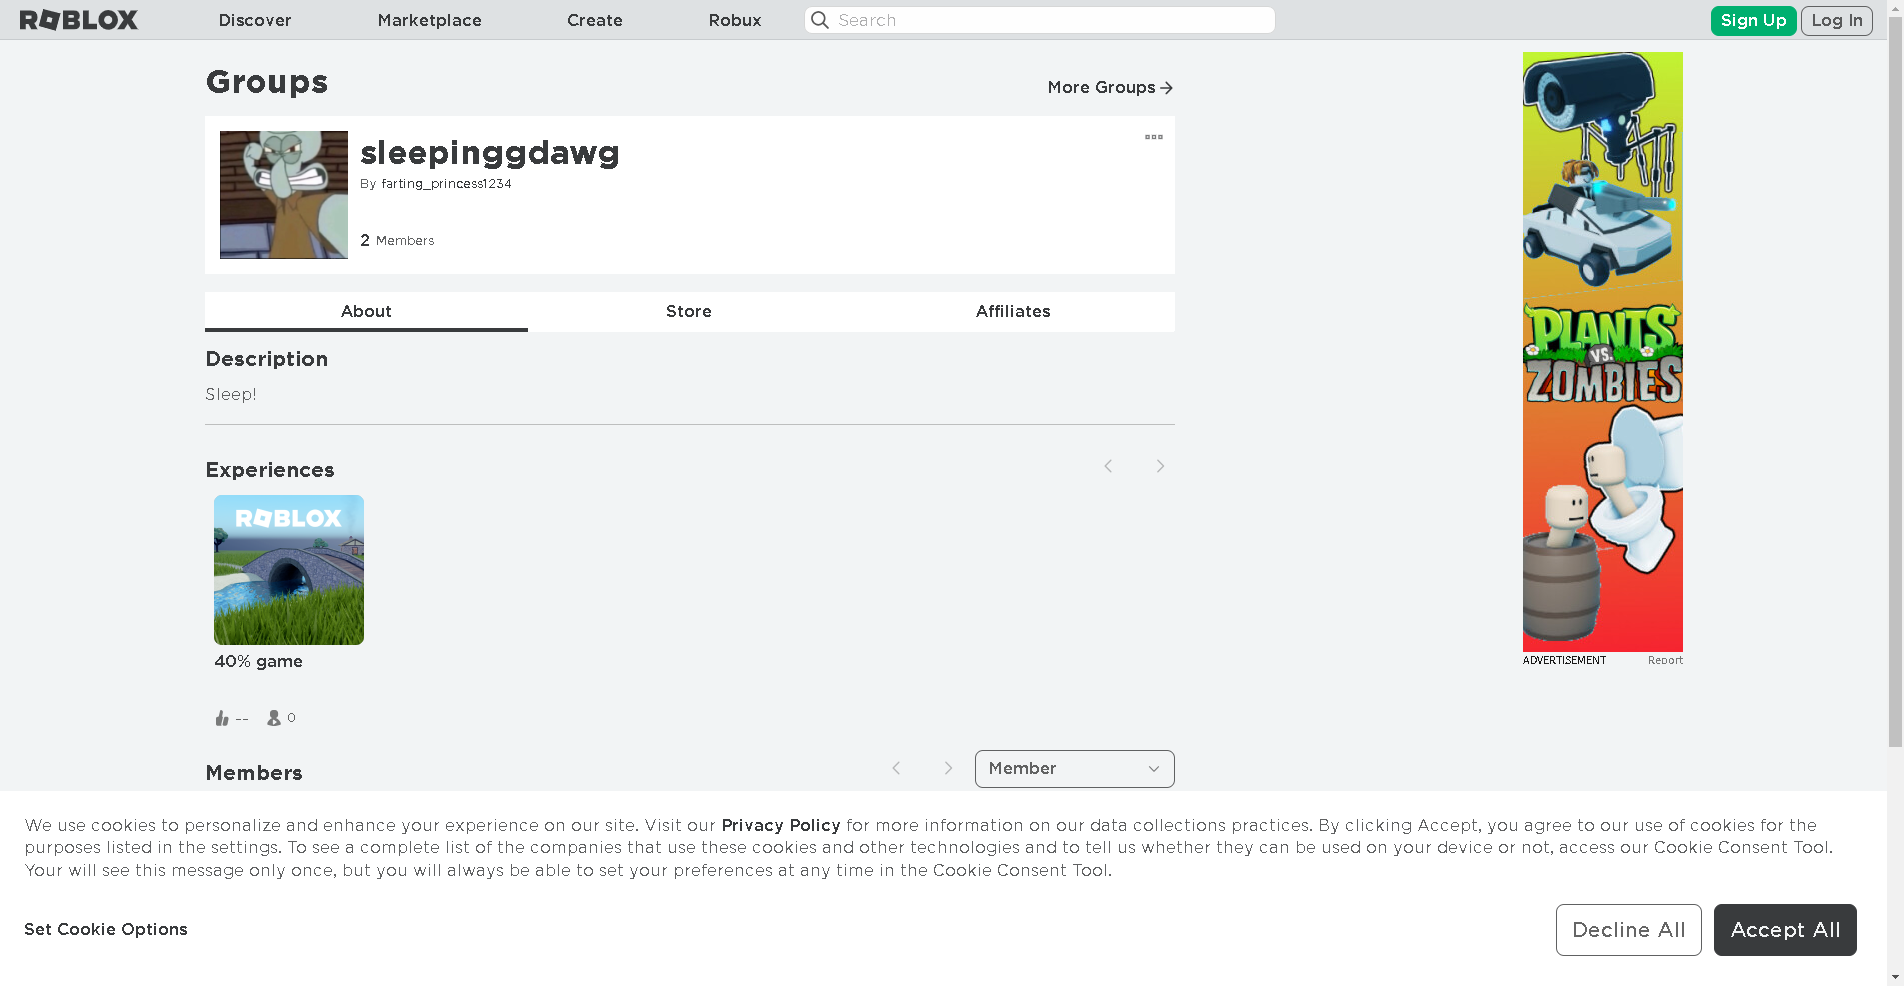 ROBLOX
Discover
Marketplace
Create
Robux
Search
Sign Up
Log In
Groups
More Groups
sleepinggdawg
By farting_princess1234
2 Members
About
Store
Affiliates
Description
Sleep!
Experiences
ROBLOX
40% game
--
0
Members
Member
PLANTS
VS.
ZOMBIES
ADVERTISEMENT
Report
We use cookies to personalize and enhance your experience on our site. Visit our Privacy Policy for more information on our data collections practices. By clicking Accept, you agree to our use of cookies for the
purposes listed in the settings. To see a complete list of the companies that use these cookies and other technologies and to tell us whether they can be used on your device or not, access our Cookie Consent Tool.
Your will see this message only once, but you will always be able to set your preferences at any time in the Cookie Consent Tool.
Set Cookie Options
Decline All
Accept All